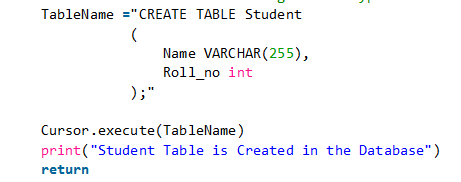 TableName ="CREATE TABLE Student
(
Name VARCHAR(255),
Roll_no int
);"
Cursor.execute(TableName)
print("Student Table is Created in the Database")
return